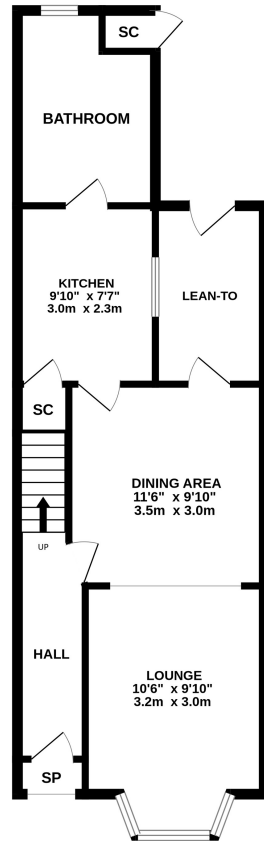 SC
BATHROOM
KITCHEN
9'10" x 7'7"
3.0m x 2.3m
LEAN-TO
SC
DINING AREA
11'6" x 9'10"
3.5m x 3.0m
UP
HALL
LOUNGE
10'6" x 9'10"
3.2m x 3.0m
SP